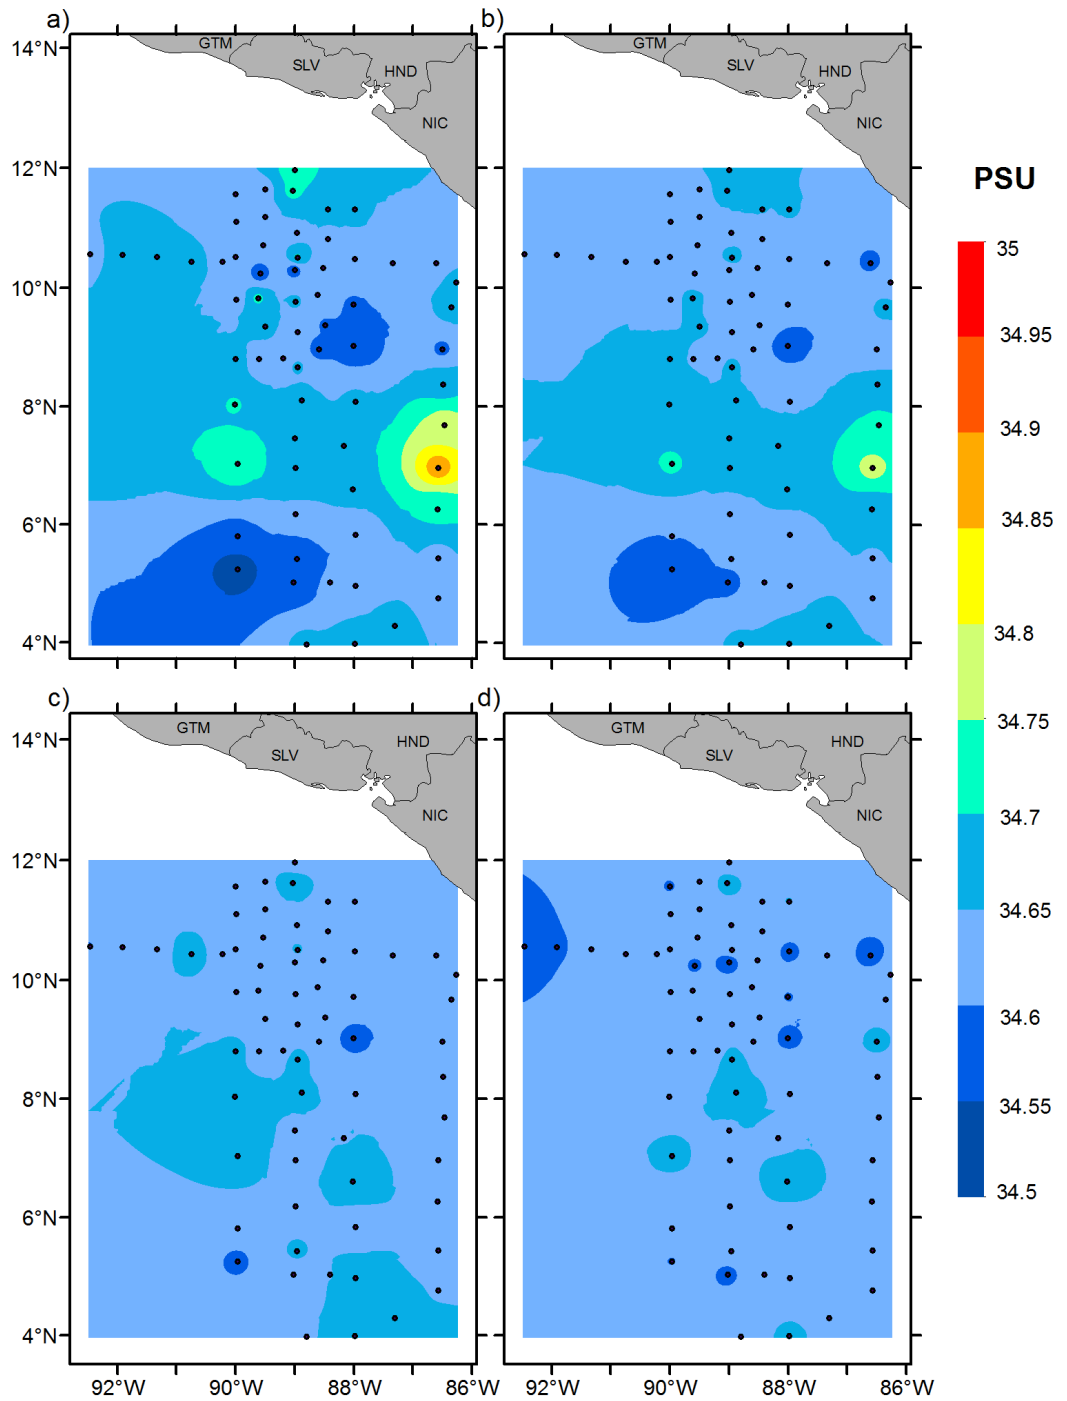 a)
b)
14°N
GTM
SLV
HND
NIC
GTM
SLV
HND
NIC
12°N
10°N
8°N
6°N
4°N
PSU
35
34.95
34.9
34.85
34.8
34.75
34.7
34.65
34.6
34.55
34.5
c)
d)
14°N
GTM
SLV
HND
NIC
GTM
SLV
HND
NIC
12°N
10°N
8°N
6°N
4°N
92°W
90°W
88°W
86°W
92°W
90°W
88°W
86°W